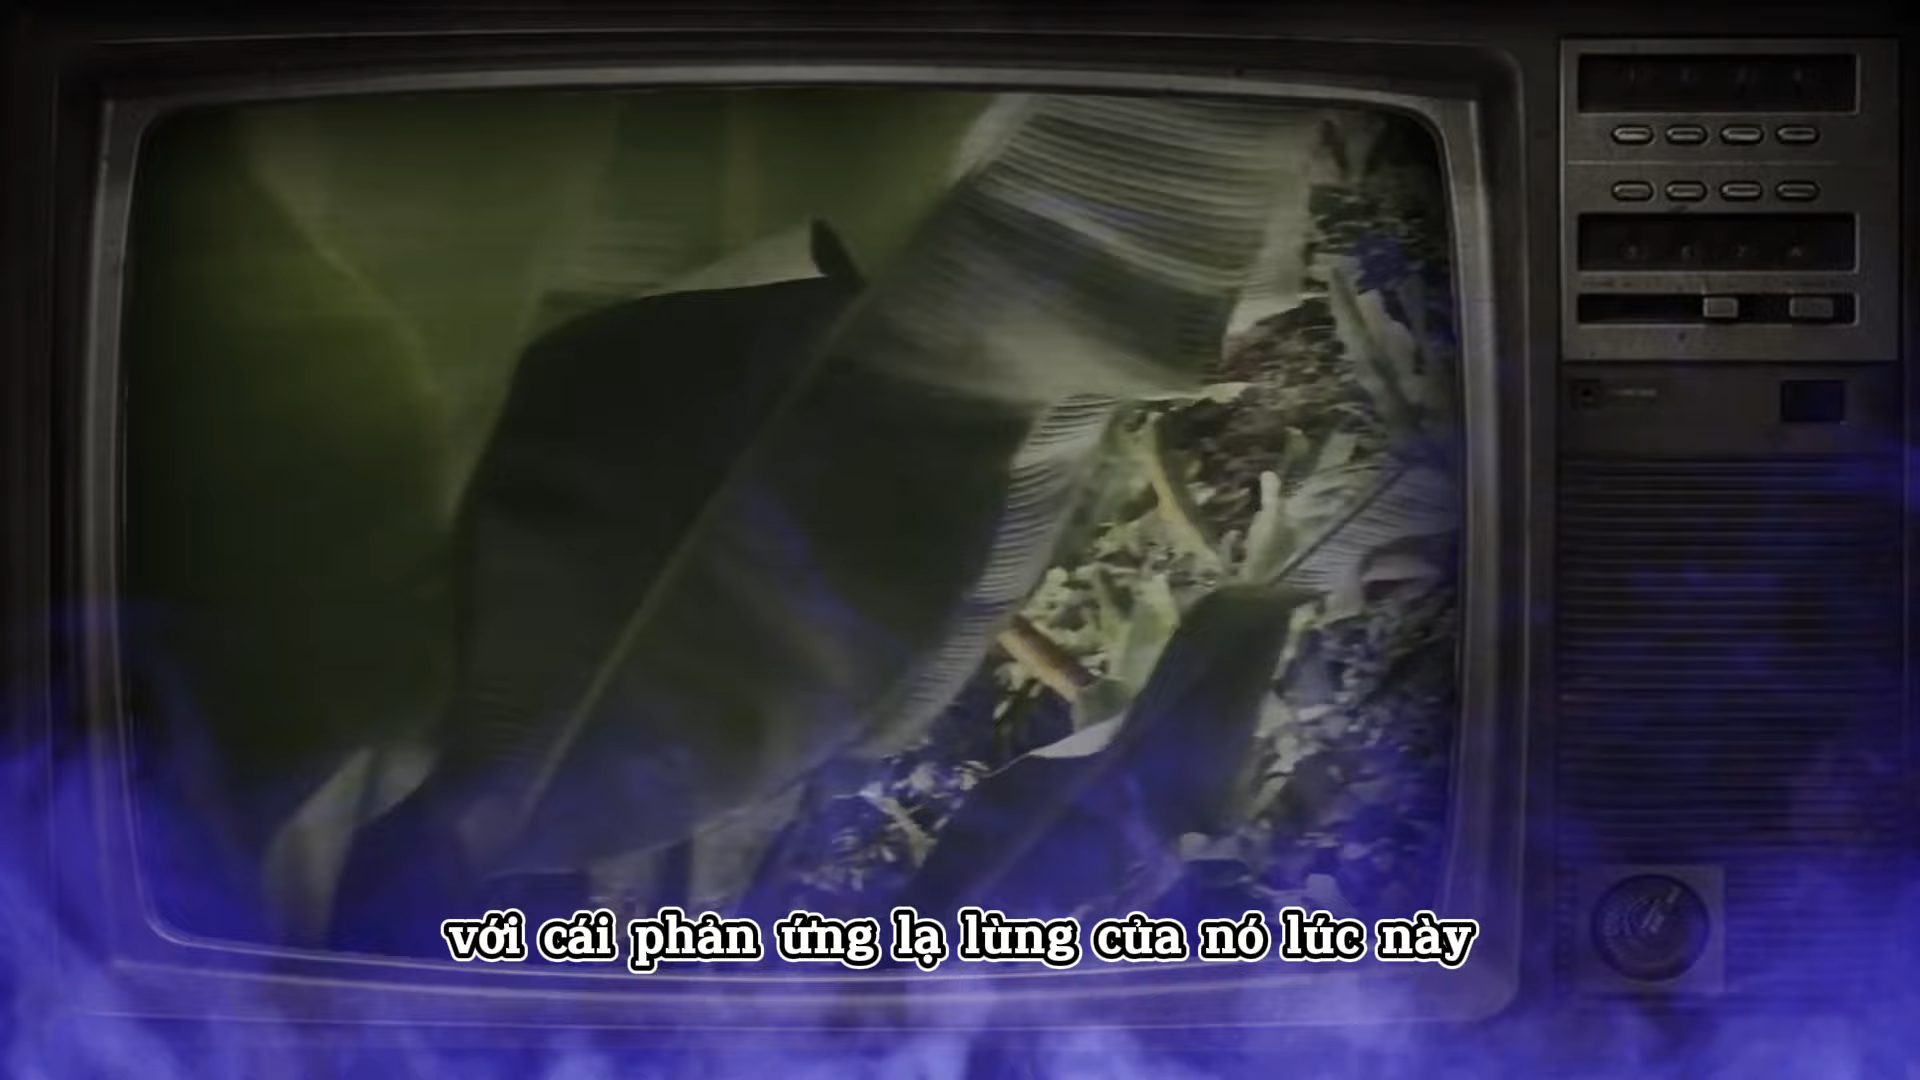 với cái phản ứng lạ lùng của nó lúc này